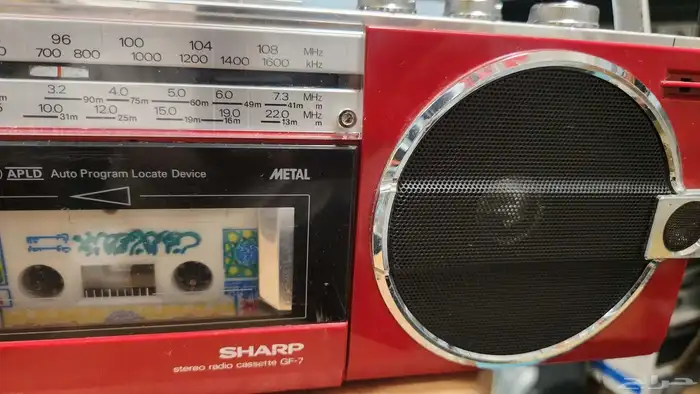 96 100 104 108 MHz
700 800 1000 1200 1400 1600 kHz
3.2 4.0 5.0 6.0 7.3 MHz
90m 75m 60m 49m 41m m
10.0 12.0 15.0 19.0 22.0 MHz
31m 25m 19m 16m 13m m
APLD Auto Program Locate Device METAL
SHARP
stereo radio cassette GF-7
حراج